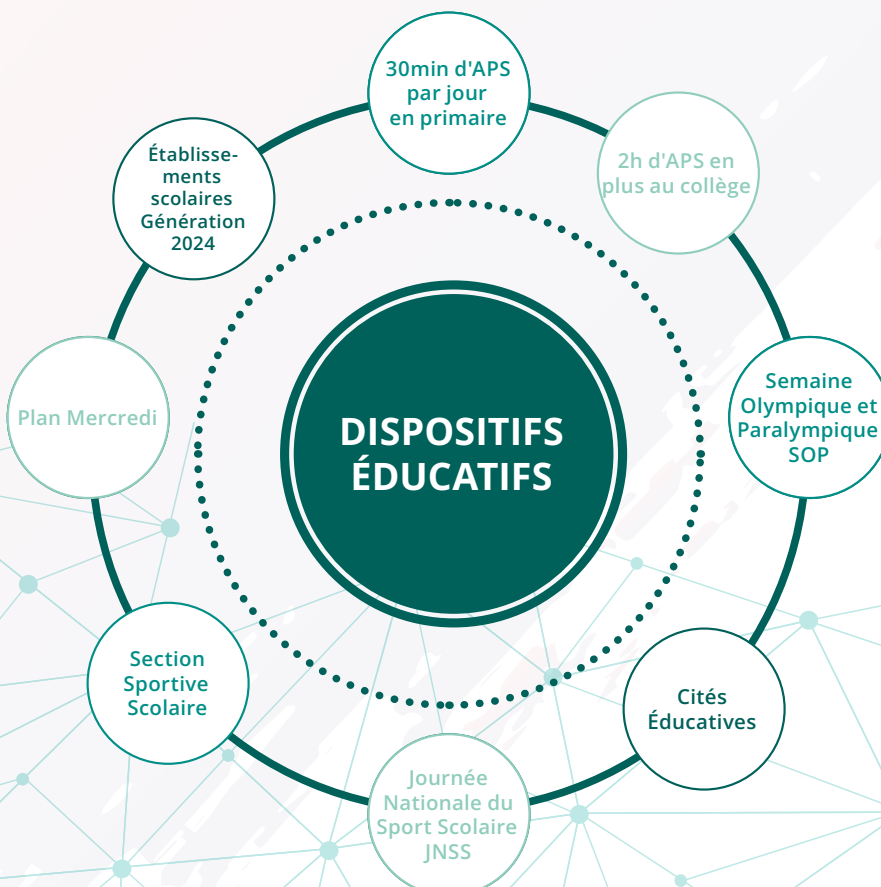 30min d'APS
par jour
en primaire
2h d'APS en
plus au collège
Semaine
Olympique et
Paralympique
SOP
Cités
Éducatives
Journée
Nationale du
Sport Scolaire
JNSS
Section
Sportive
Scolaire
Plan Mercredi
Établisse-
ments
scolaires
Génération
2024
DISPOSITIFS
ÉDUCATIFS